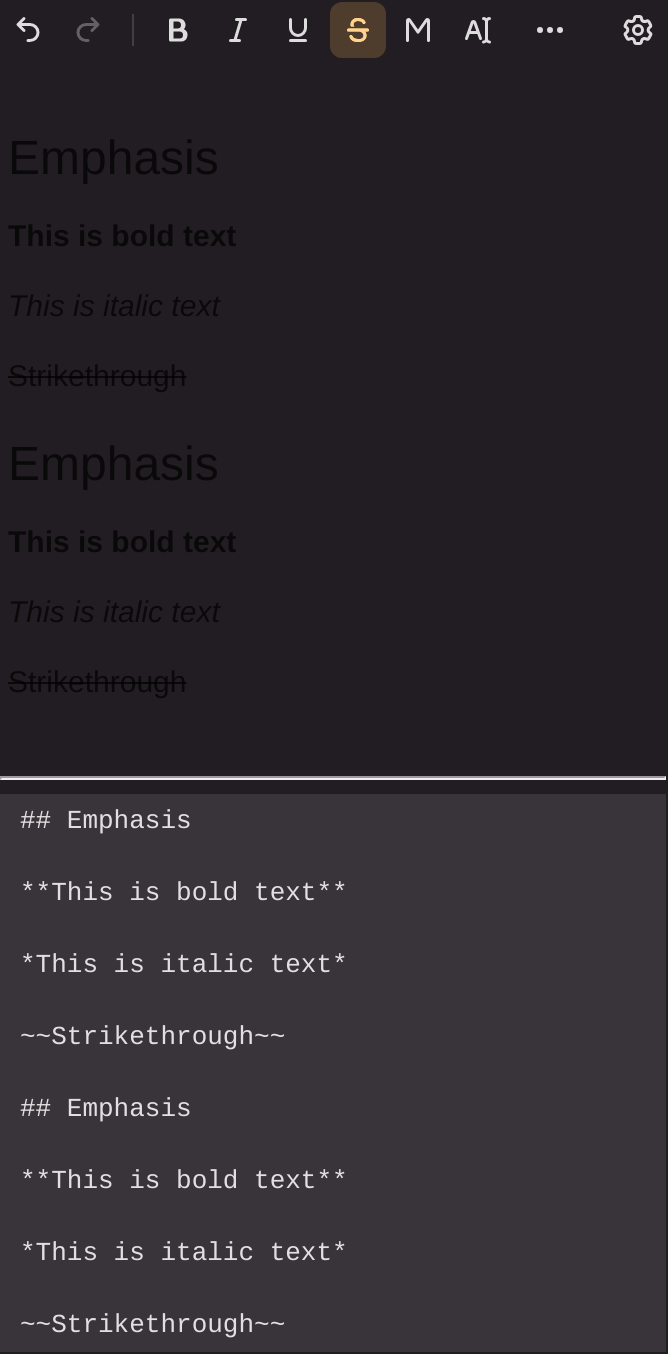 B I U S M A
Emphasis
This is bold text
This is italic text
Strikethrough
Emphasis
This is bold text
This is italic text
Strikethrough
## Emphasis
**This is bold text**
*This is italic text*
~~Strikethrough~~
## Emphasis
**This is bold text**
*This is italic text*
~~Strikethrough~~